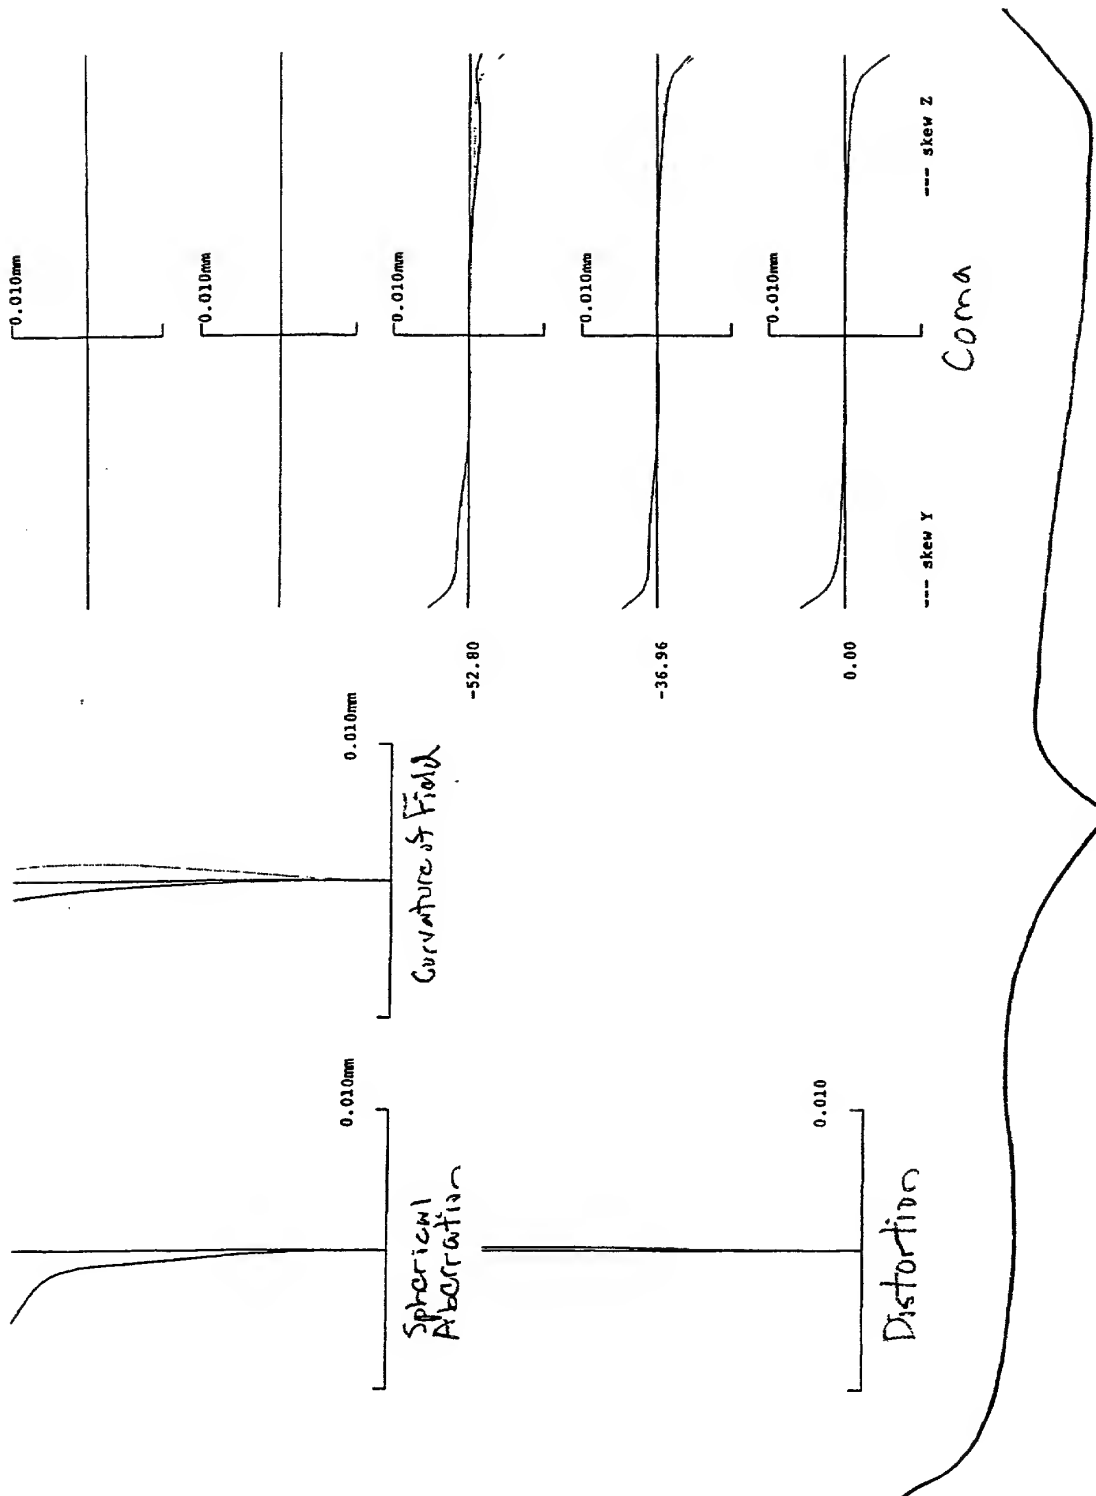 0.010mm
Spherical
Aberration
0.010
Distortion
0.010mm
Curvature of Field
0.010mm
0.010mm
-52.80
0.010mm
-36.96
0.010mm
0.00
0.010mm
--- skew Y
--- skew Z
Coma